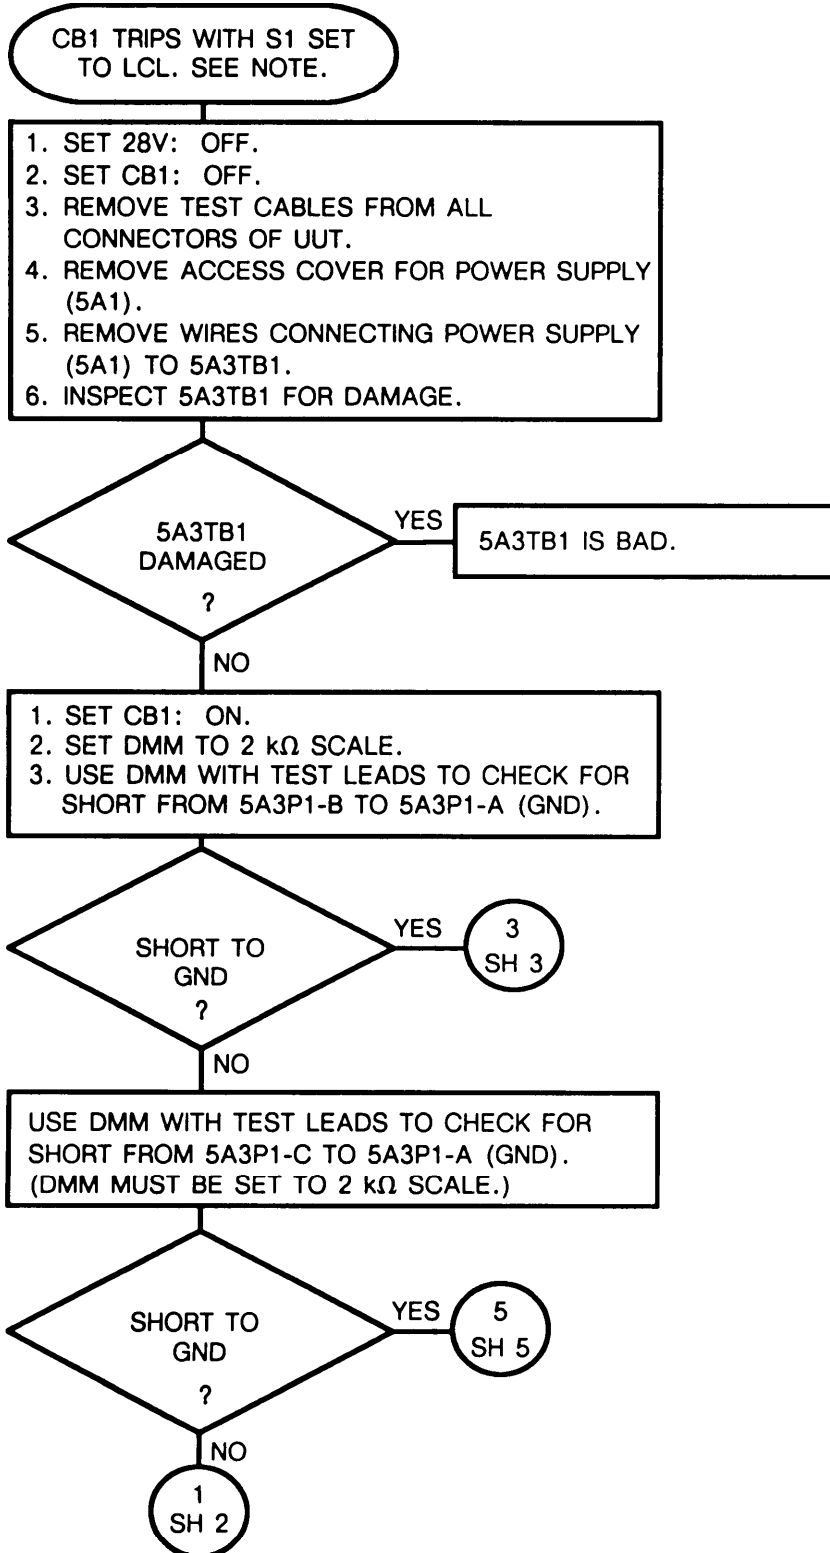 CB1 TRIPS WITH S1 SET
TO LCL. SEE NOTE.
1. SET 28V: OFF.
2. SET CB1: OFF.
3. REMOVE TEST CABLES FROM ALL
CONNECTORS OF UUT.
4. REMOVE ACCESS COVER FOR POWER SUPPLY
(5A1).
5. REMOVE WIRES CONNECTING POWER SUPPLY
(5A1) TO 5A3TB1.
6. INSPECT 5A3TB1 FOR DAMAGE.
5A3TB1
DAMAGED
?
YES
5A3TB1 IS BAD.
NO
1. SET CB1: ON.
2. SET DMM TO 2 kΩ SCALE.
3. USE DMM WITH TEST LEADS TO CHECK FOR
SHORT FROM 5A3P1-B TO 5A3P1-A (GND).
SHORT TO
GND
?
YES
3
SH 3
NO
USE DMM WITH TEST LEADS TO CHECK FOR
SHORT FROM 5A3P1-C TO 5A3P1-A (GND).
(DMM MUST BE SET TO 2 kΩ SCALE.)
SHORT TO
GND
?
YES
5
SH 5
NO
1
SH 2